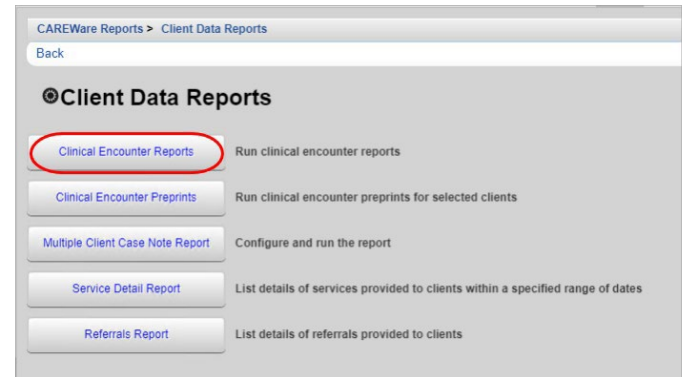 CAREWare Reports > Client Data Reports
Back
Client Data Reports
Clinical Encounter Reports Run clinical encounter reports
Clinical Encounter Preprints Run clinical encounter preprints for selected clients
Multiple Client Case Note Report Configure and run the report
Service Detail Report List details of services provided to clients within a specified range of dates
Referrals Report List details of referrals provided to clients